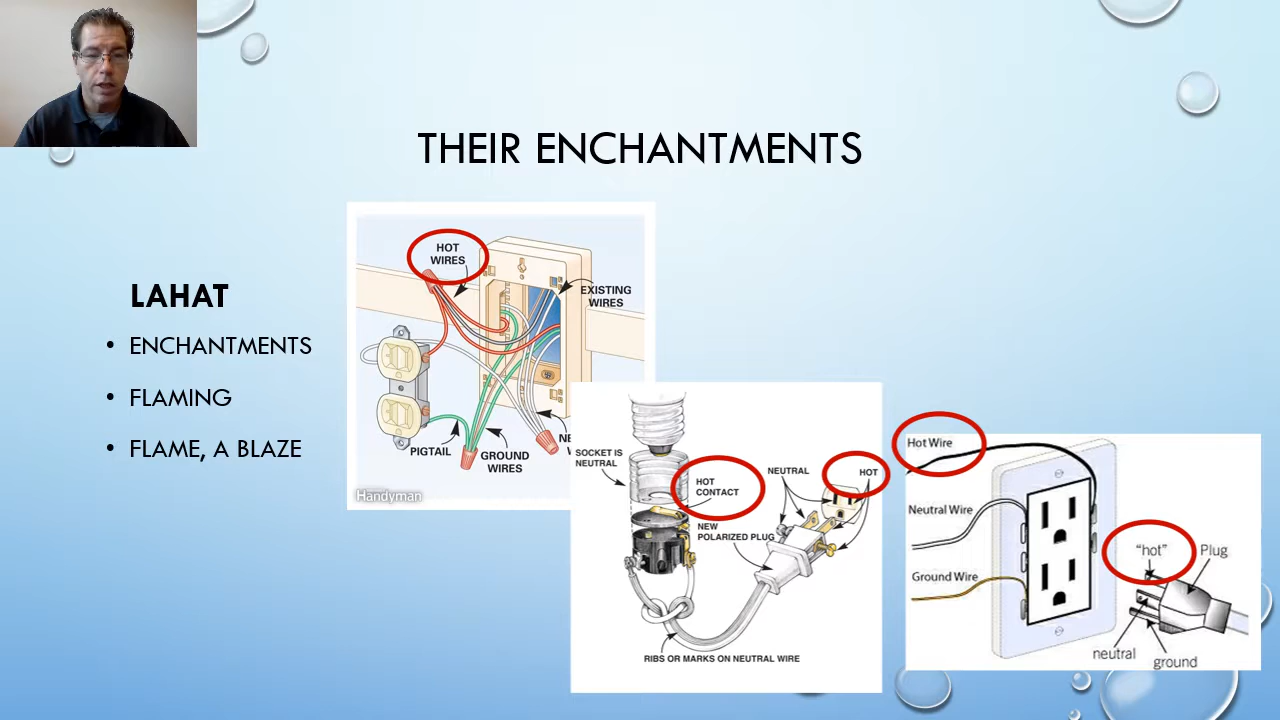 THEIR ENCHANTMENTS
LAHAT
• ENCHANTMENTS
• FLAMING
• FLAME, A BLAZE
HOT
WIRES
EXISTING
WIRES
PIGTAIL
GROUND
WIRES
NE
W
Handyman
SOCKET IS
NEUTRAL
HOT
CONTACT
NEUTRAL
HOT
NEW
POLARIZED PLUG
RIBS OR MARKS ON NEUTRAL WIRE
Hot Wire
Neutral Wire
Ground Wire
"hot"
Plug
neutral
ground